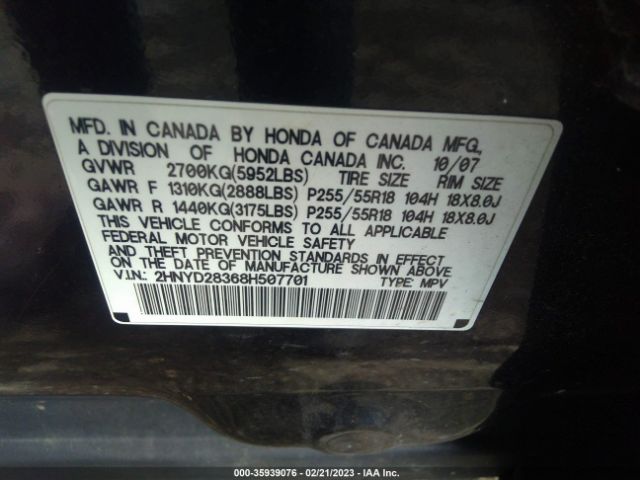 MFD. IN CANADA BY HONDA OF CANADA MFG.,
A DIVISION OF HONDA CANADA INC. 10/07
GVWR 2700KG(5952LBS) TIRE SIZE RIM SIZE
GAWR F 1310KG(2888LBS) P255/55R18 104H 18X8.0J
GAWR R 1440KG(3175LBS) P255/55R18 104H 18X8.0J
THIS VEHICLE CONFORMS TO ALL APPLICABLE
FEDERAL MOTOR VEHICLE SAFETY
AND THEFT PREVENTION STANDARDS IN EFFECT
ON THE DATE OF MANUFACTURE SHOWN ABOVE.
V.I.N.: 2HNYD28368H507701 TYPE: MPV
000-35939076 - 02/21/2023 - IAA Inc.